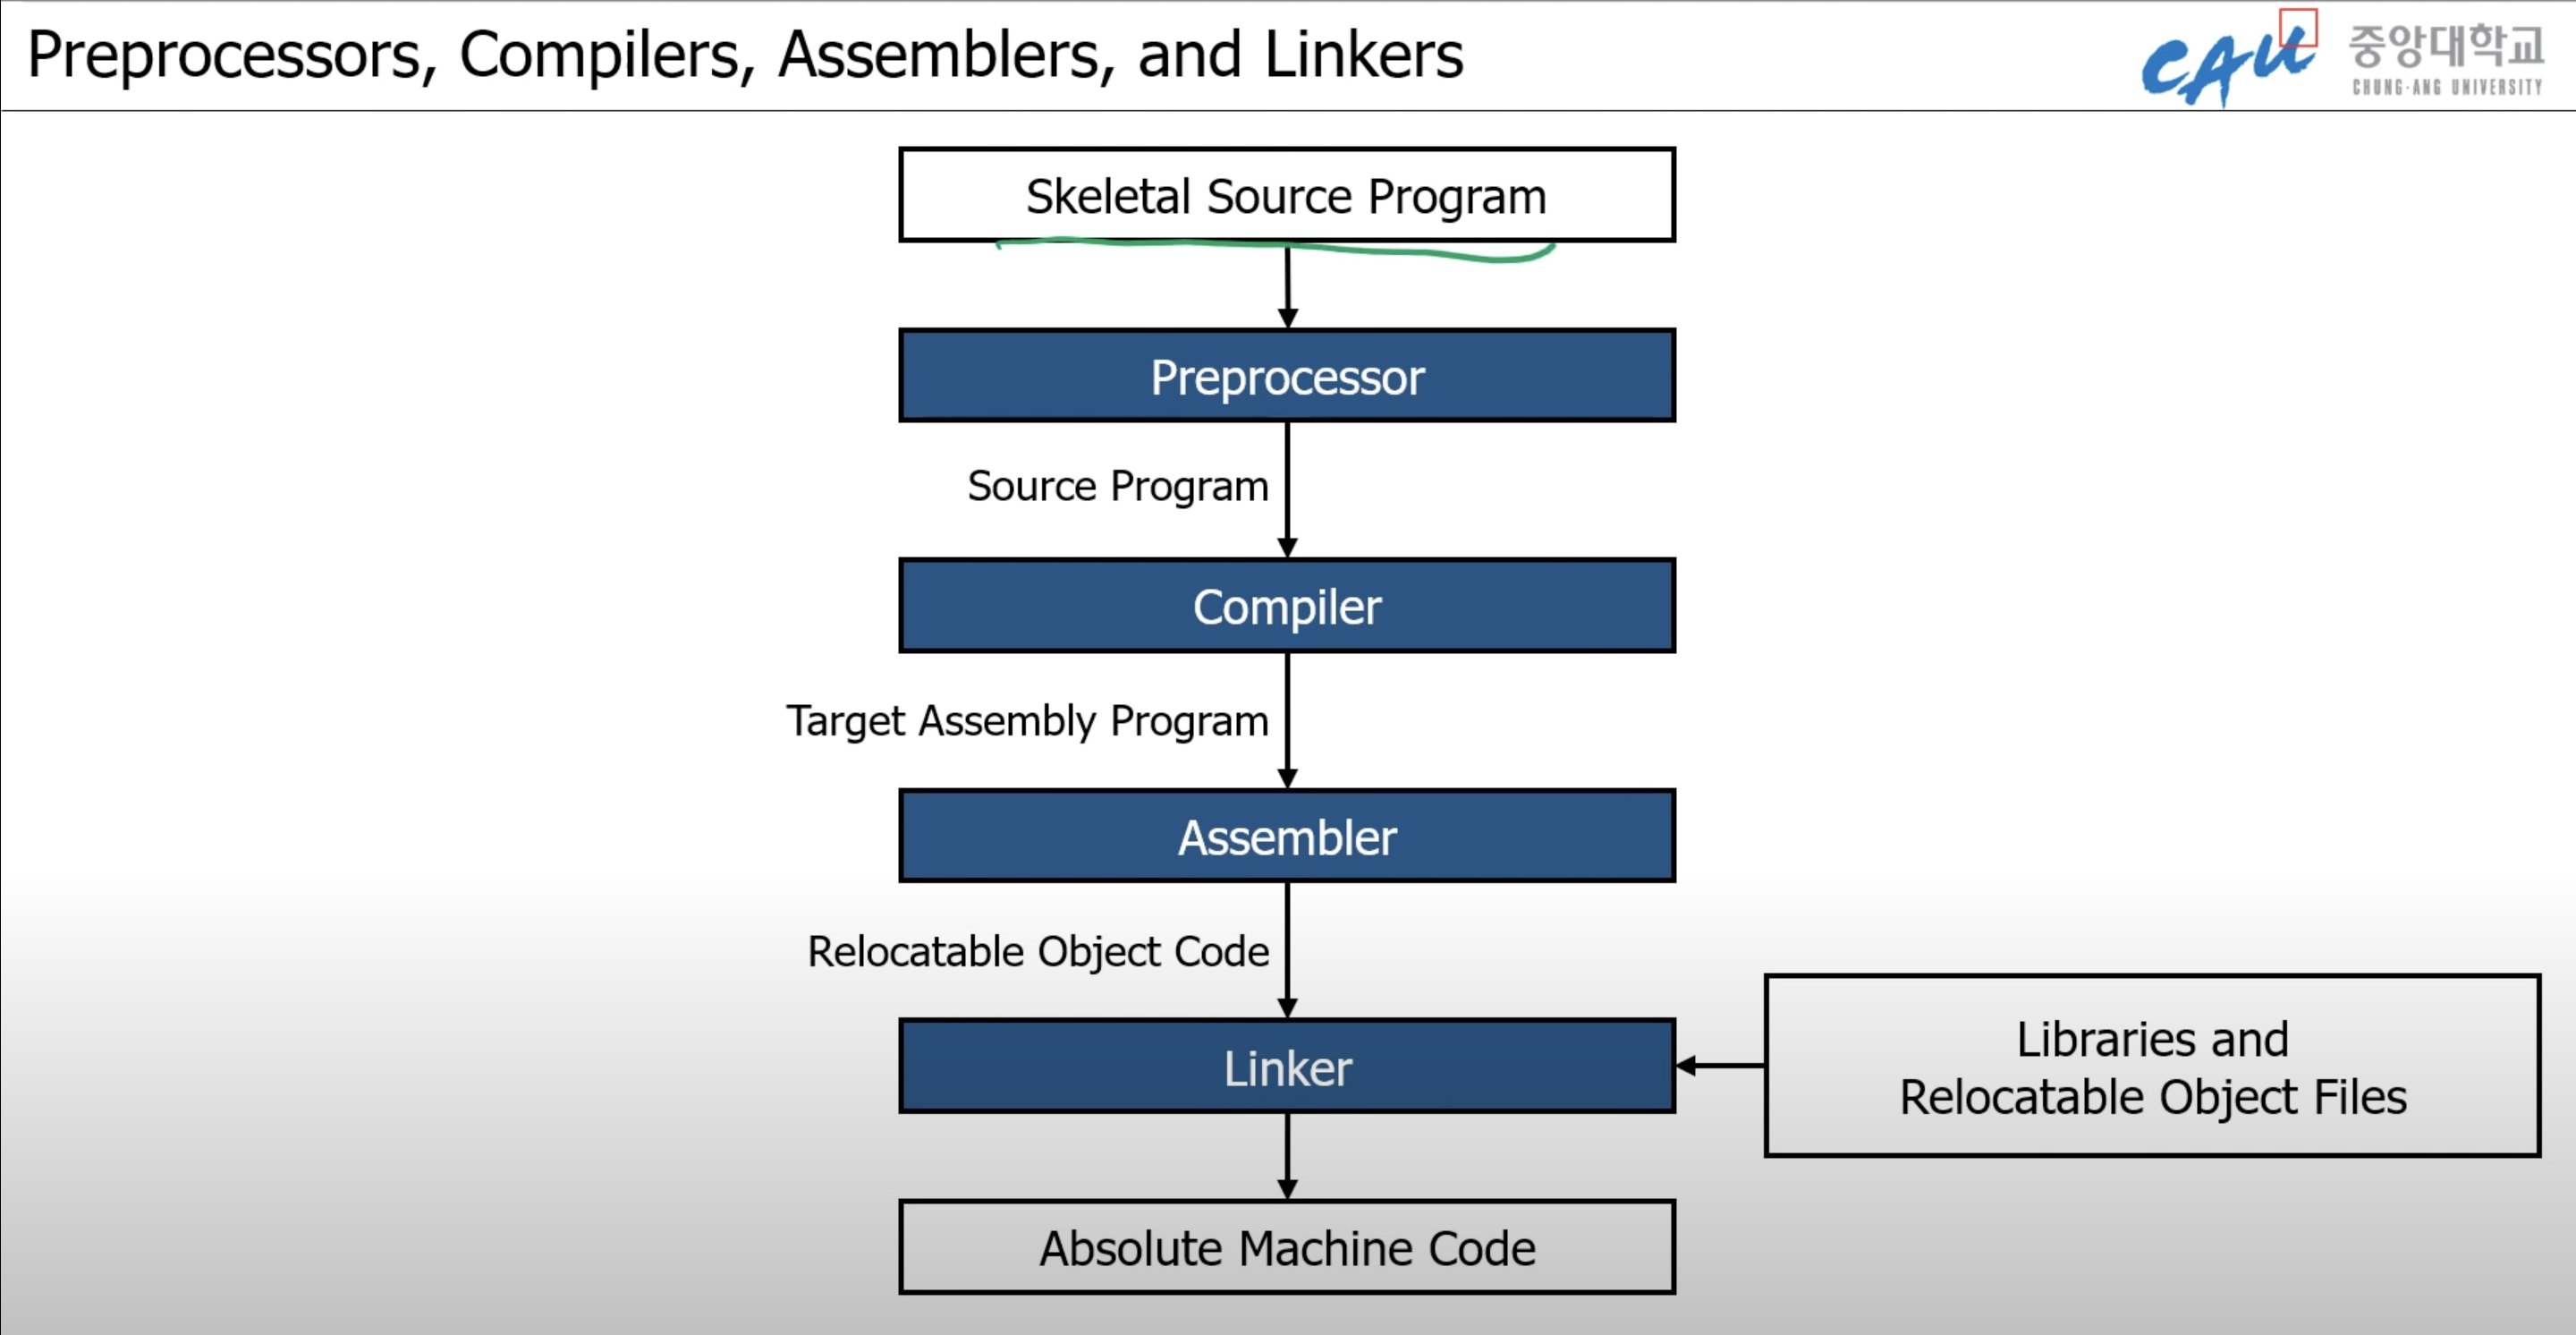 Preprocessors, Compilers, Assemblers, and Linkers
CAU
중앙대학교
CHUNG-ANG UNIVERSITY
Skeletal Source Program
Preprocessor
Source Program
Compiler
Target Assembly Program
Assembler
Relocatable Object Code
Linker
Libraries and
Relocatable Object Files
Absolute Machine Code